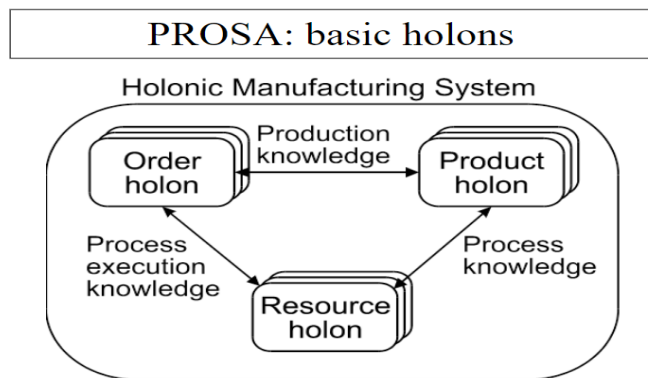 PROSA: basic holons
Holonic Manufacturing System
Order
holon
Production
knowledge
Product
holon
Process
execution
knowledge
Process
knowledge
Resource
holon